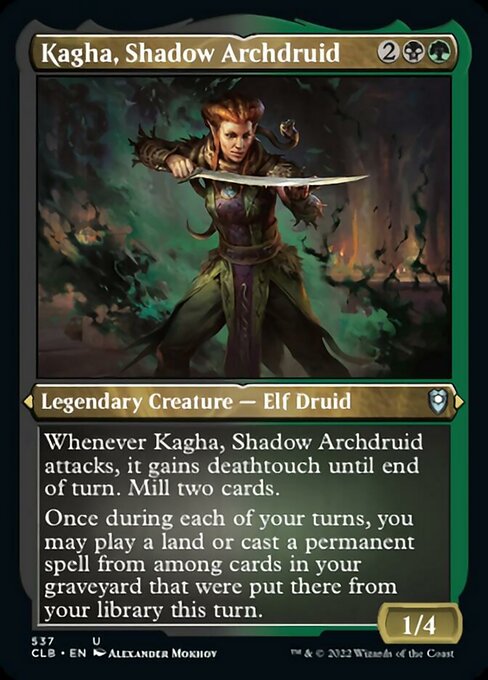 Kagha, Shadow Archdruid 2
Legendary Creature — Elf Druid
Whenever Kagha, Shadow Archdruid
attacks, it gains deathtouch until end
of turn. Mill two cards.
Once during each of your turns, you
may play a land or cast a permanent
spell from among cards in your
graveyard that were put there from
your library this turn.
1/4
537 U
CLB • EN Alexander Mokhov ™ & © 2022 Wizards of the Coast